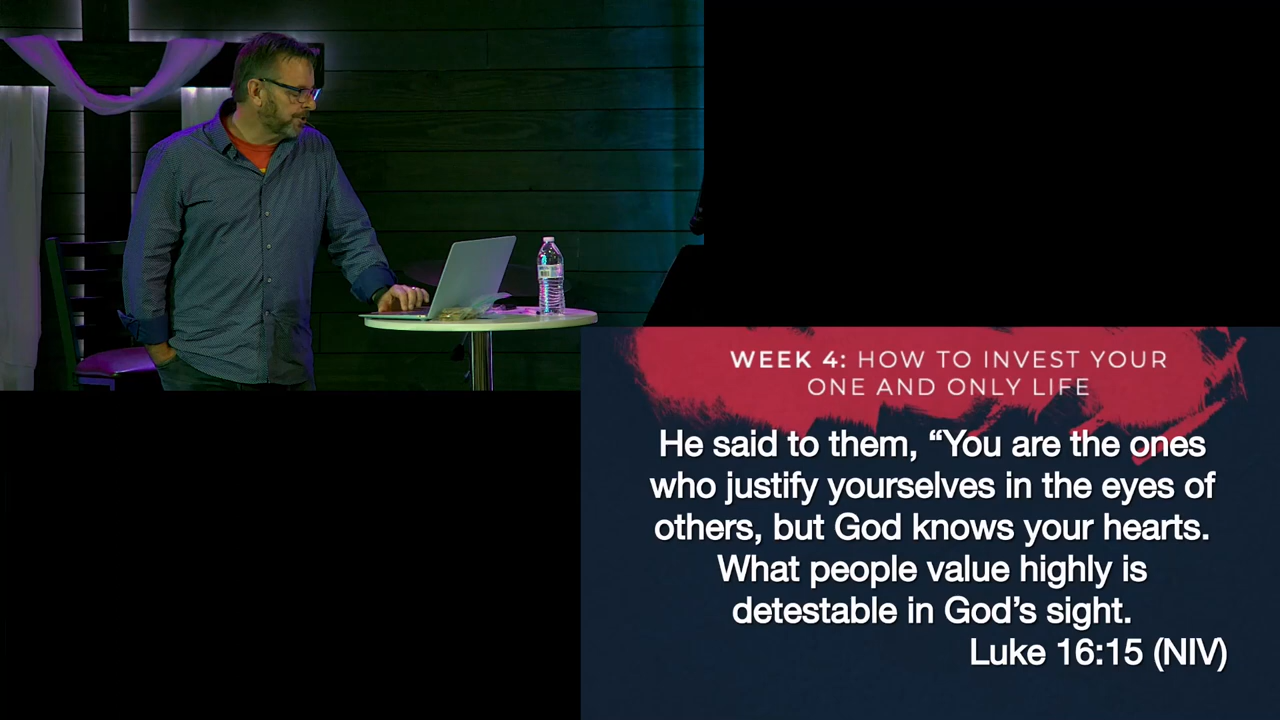 WEEK 4: HOW TO INVEST YOUR
ONE AND ONLY LIFE
He said to them, “You are the ones
who justify yourselves in the eyes of
others, but God knows your hearts.
What people value highly is
detestable in God’s sight.
Luke 16:15 (NIV)